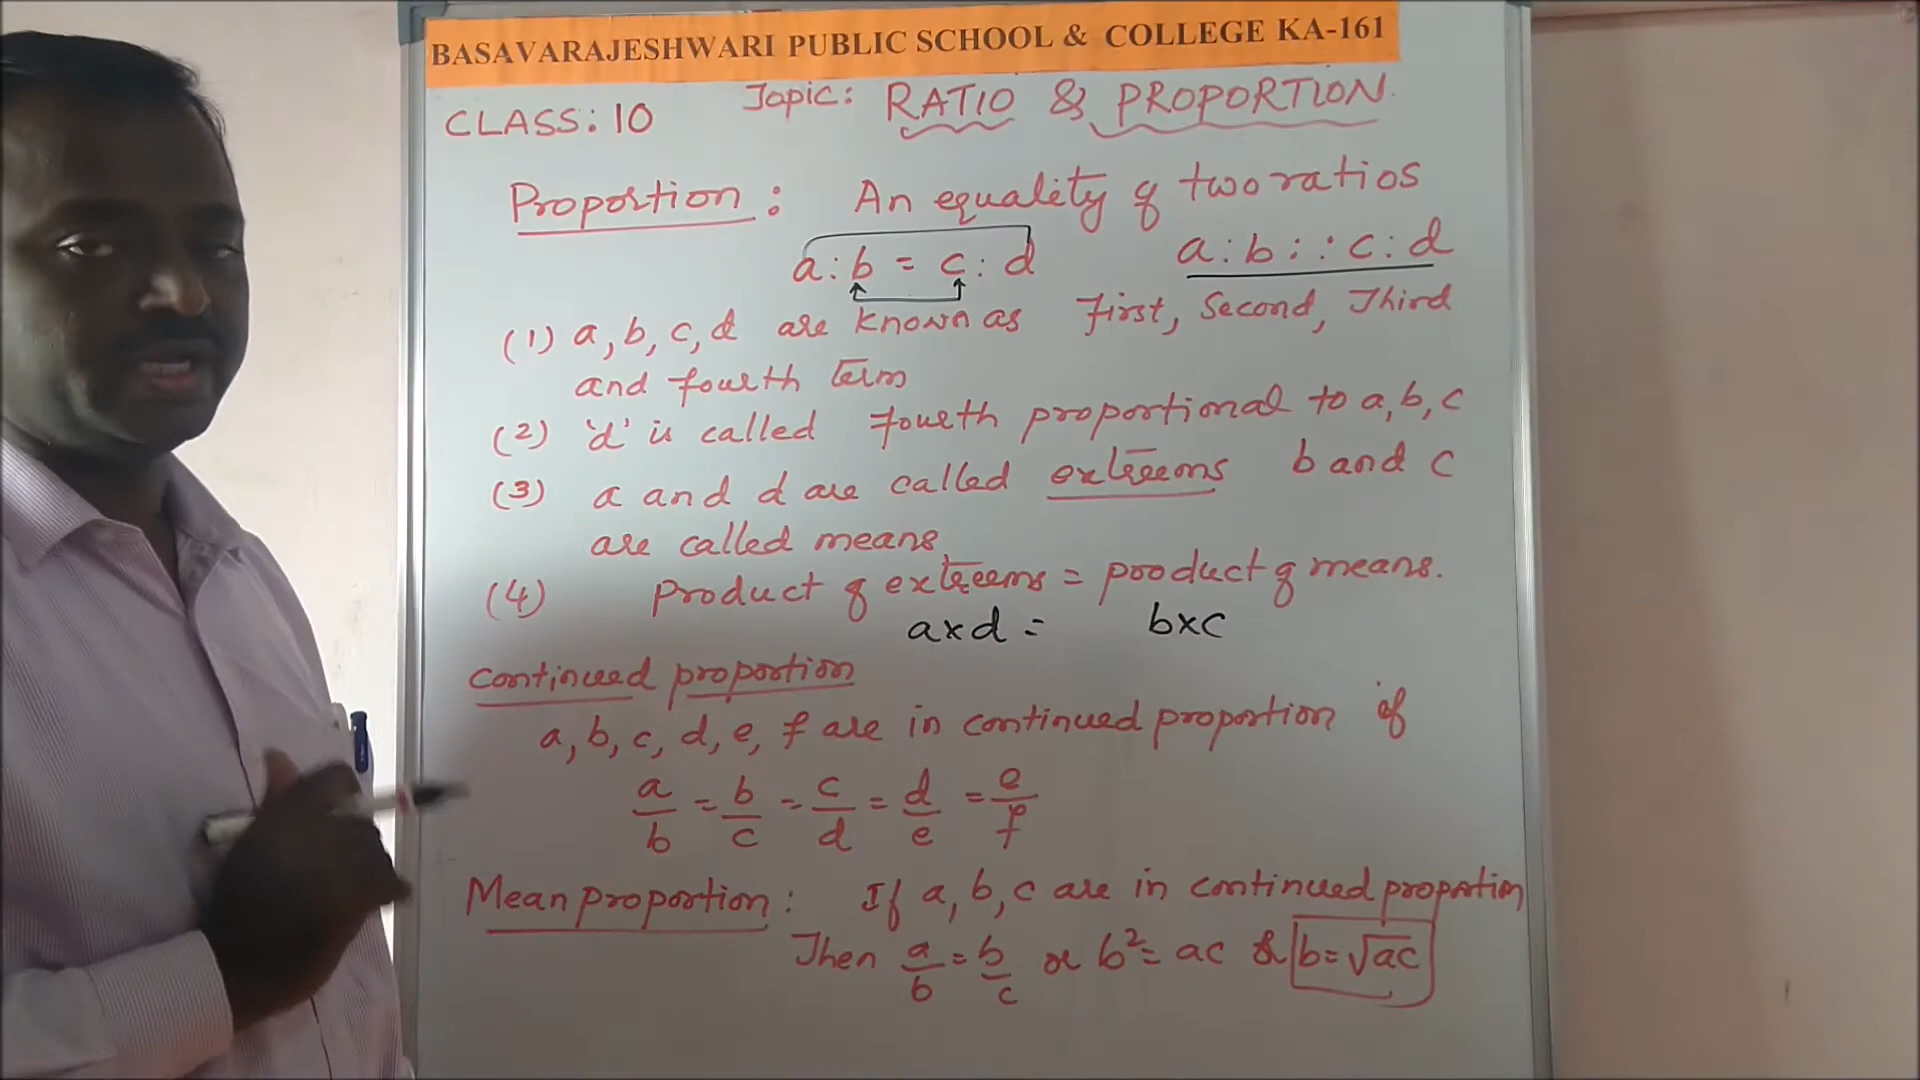 BASAVARAJESHWARI PUBLIC SCHOOL & COLLEGE KA-161
CLASS: 10 Topic: RATIO & PROPORTION.
Proportion: An equality of two ratios
a:b = c:d a:b::c:d
(1) a, b, c, d are known as First, Second, Third
and fourth term
(2) 'd' is called fourth proportional to a, b, c
(3) a and d are called extreems b and c
are called means
(4) Product of extreems = product of means.
a×d = b×c
Continued proportion
a, b, c, d, e, f are in continued proportion if
a/b = b/c = c/d = d/e = e/f
Mean proportion: If a, b, c are in continued proportion
Then a/b = b/c or b² = ac & b=√ac